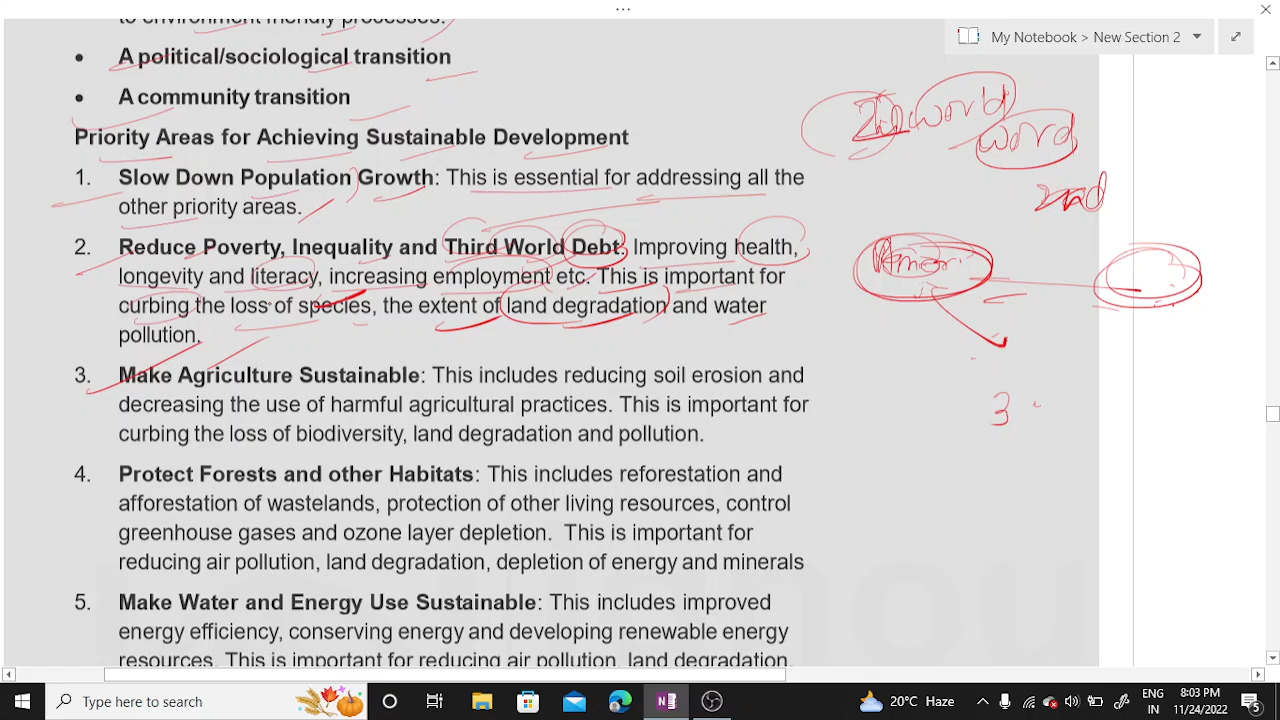 ...
My Notebook > New Section 2
to environment friendly processes.
• A political/sociological transition
• A community transition
Priority Areas for Achieving Sustainable Development
1. Slow Down Population Growth: This is essential for addressing all the
other priority areas.
2. Reduce Poverty, Inequality and Third World Debt: Improving health,
longevity and literacy, increasing employment etc. This is important for
curbing the loss of species, the extent of land degradation and water
pollution.
3. Make Agriculture Sustainable: This includes reducing soil erosion and
decreasing the use of harmful agricultural practices. This is important for
curbing the loss of biodiversity, land degradation and pollution.
4. Protect Forests and other Habitats: This includes reforestation and
afforestation of wastelands, protection of other living resources, control
greenhouse gases and ozone layer depletion. This is important for
reducing air pollution, land degradation, depletion of energy and minerals
5. Make Water and Energy Use Sustainable: This includes improved
energy efficiency, conserving energy and developing renewable energy
resources. This is important for reducing air pollution, land degradation,
world
word
2nd
3
Type here to search
20°C Haze
ENG
IN
8:03 PM
11/24/2022
5